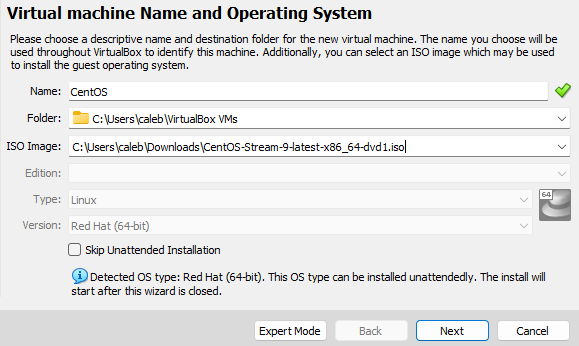 Virtual machine Name and Operating System
Please choose a descriptive name and destination folder for the new virtual machine. The name you choose will be
used throughout VirtualBox to identify this machine. Additionally, you can select an ISO image which may be used
to install the guest operating system.
Name: CentOS
Folder: C:\Users\caleb\VirtualBox VMs
ISO Image: C:\Users\caleb\Downloads\CentOS-Stream-9-latest-x86_64-dvd1.iso
Edition:
Type: Linux
64
Version: Red Hat (64-bit)
Skip Unattended Installation
Detected OS type: Red Hat (64-bit). This OS type can be installed unattendedly. The install will
start after this wizard is closed.
Expert Mode Back Next Cancel